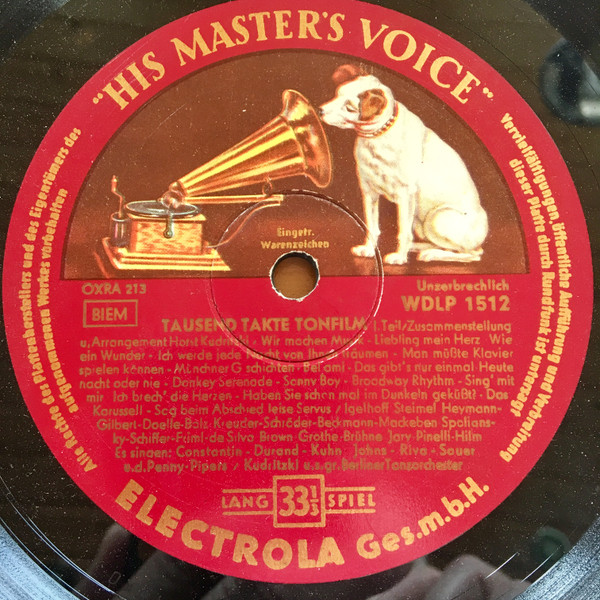 "HIS MASTER'S VOICE"
Alle Rechte des Plattenherstellers und des Eigentümers des
aufgenommenen Werkes vorbehalten
Vervielfältigungen, öffentliche Aufführung und Verbreitung
dieser Platte durch Rundfunk ist untersagt
Eingetr.
Warenzeichen
OXRA 213
Unzerbrechlich
BIEM
WDLP 1512
TAUSEND TAKTE TONFILM, I. Teil/Zusammenstellung
u. Arrangement Horst Kudritzki - Wir machen - Liebling mein Herz Wie
ein Wunder - Ich werde jede Nacht von Ihnen träumen - Man müßte Klavier
spielen können - Münchner G'schichten - Bel ami - Das gibt's nur einmal Heute
nacht oder nie - Donkey Serenade - Sonny Boy - Broadway Rhythm - Sing' mit
mir Ich brech' die Herzen - Haben Sie schon mal im Dunkeln geküßt? - Das
Karussell - Sag beim Abschied leise Servus / Igelhoff Steimel Heymann-
Gilbert - Doelle-Balz Kreuder-Schröder-Beckmann-Mackeben Spolians-
ky-Schiffer-Friml-de Silva Brown Grothe-Brühne Jary Pinelli-Hilm
Es singen: Constantin - Durand - Kuhn Johns - Riva - Sauer
u. d. Penny-Pipers / Kudritzki u. s. gr. Berliner Tanzorchester
LANG 33⅓ SPIEL
ELECTROLA Ges.m.b.H.